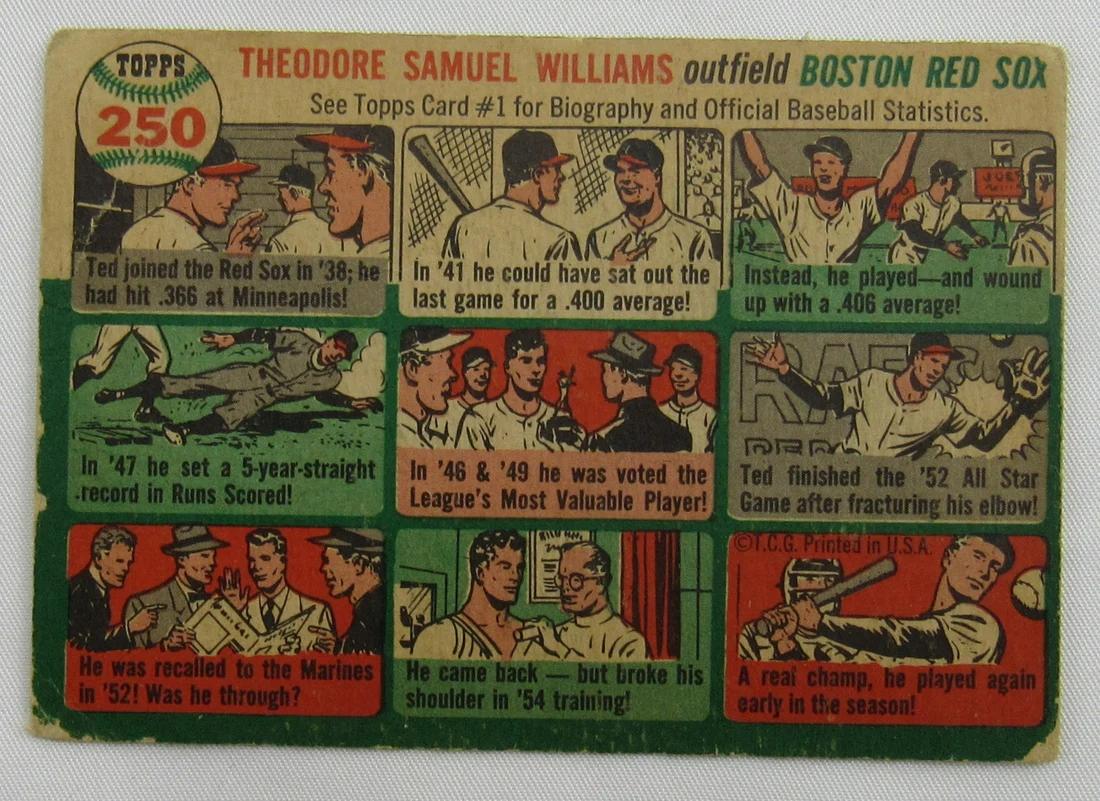 TOPPS
250
THEODORE SAMUEL WILLIAMS outfield BOSTON RED SOX
See Topps Card #1 for Biography and Official Baseball Statistics.
Ted joined the Red Sox in '38; he
had hit .366 at Minneapolis!
In '41 he could have sat out the
last game for a .400 average!
JOE'S
Instead, he played—and wound
up with a .406 average!
In '47 he set a 5-year-straight
record in Runs Scored!
In '46 & '49 he was voted the
League's Most Valuable Player!
Ted finished the '52 All Star
Game after fracturing his elbow!
He was recalled to the Marines
in '52! Was he through?
He came back — but broke his
shoulder in '54 training!
©T.C.G. Printed in U.S.A.
A real champ, he played again
early in the season!